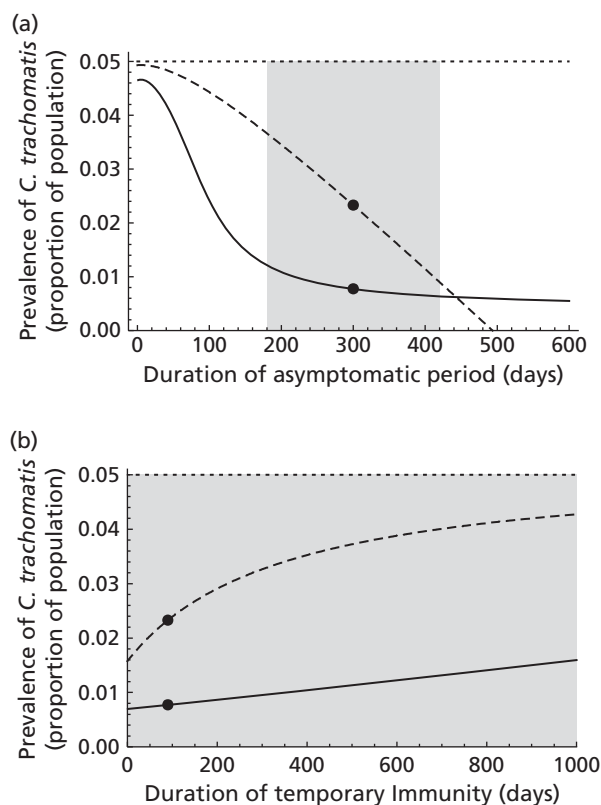 (a)
0.05
0.04
0.03
0.02
0.01
0.00
Prevalence of C. trachomatis
(proportion of population)
0 100 200 300 400 500 600
Duration of asymptomatic period (days)
(b)
0.05
0.04
0.03
0.02
0.01
0.00
Prevalence of C. trachomatis
(proportion of population)
0 200 400 600 800 1000
Duration of temporary Immunity (days)